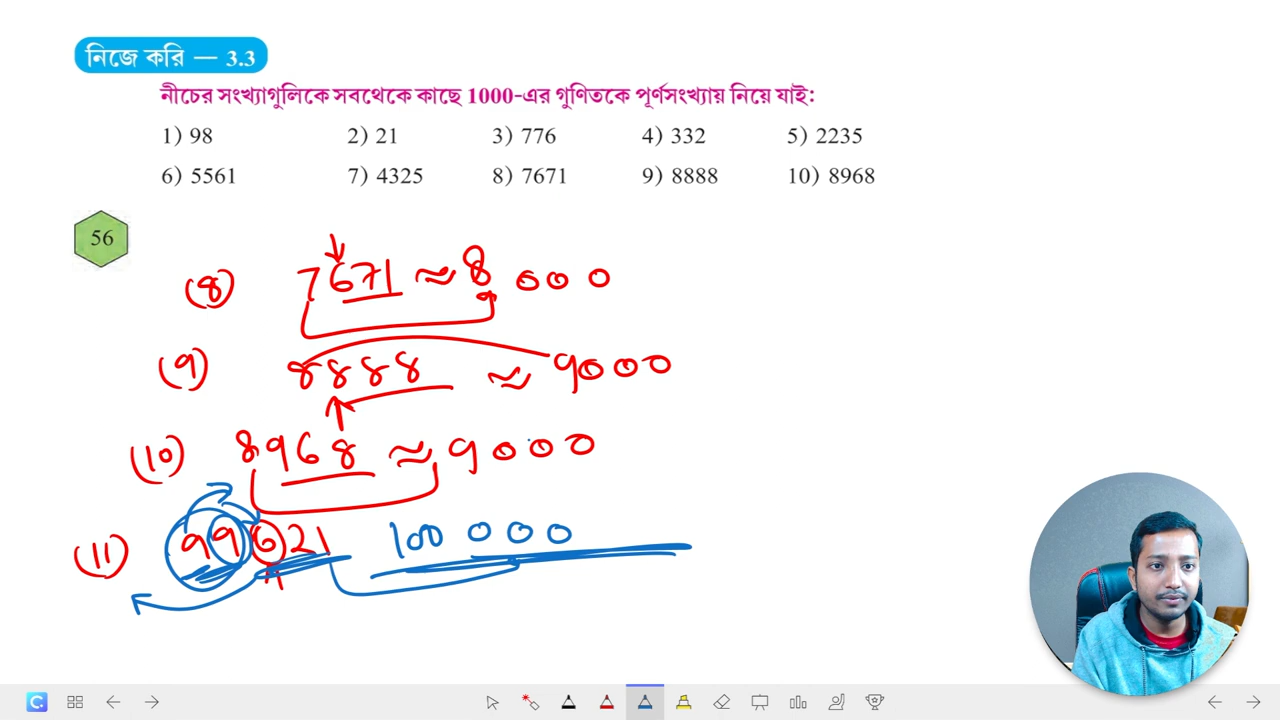 নিজে করি — 3.3
নীচের সংখ্যাগুলিকে সবথেকে কাছে 1000-এর গুণিতকে পূর্ণসংখ্যায় নিয়ে যাই:
1) 98 2) 21 3) 776 4) 332 5) 2235
6) 5561 7) 4325 8) 7671 9) 8888 10) 8968
56
(8) 7671 ≈ 8000
(9) 8888 ≈ 9000
(10) 8968 ≈ 9000
(11) 99621 100000
C